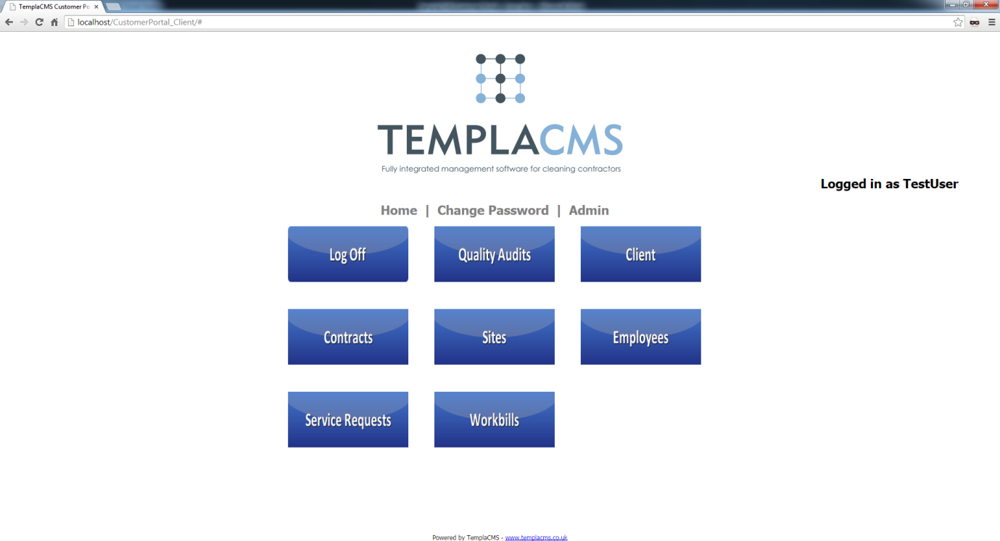 TemplaCMS Customer Po
localhost/CustomerPortal_Client/#
TEMPLACMS
Fully integrated management software for cleaning contractors
Logged in as TestUser
Home | Change Password | Admin
Log Off
Quality Audits
Client
Contracts
Sites
Employees
Service Requests
Workbills
Powered by TemplaCMS - www.templacms.co.uk